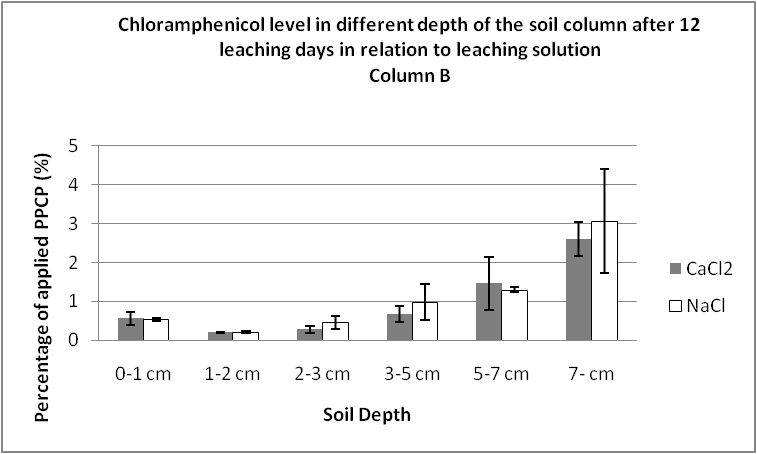 Chloramphenicol level in different depth of the soil column after 12
leaching days in relation to leaching solution
Column B
Percentage of applied PPCP (%)
5
4
3
2
1
0
0-1 cm 1-2 cm 2-3 cm 3-5 cm 5-7 cm 7- cm
Soil Depth
CaCl2
NaCl